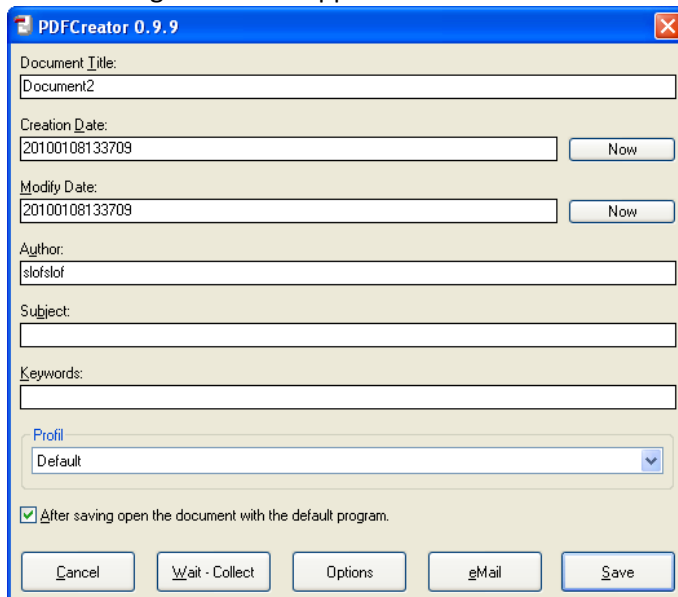 PDFCreator 0.9.9
Document Title:
Document2
Creation Date:
20100108133709 Now
Modify Date:
20100108133709 Now
Author:
slofslof
Subject:
Keywords:
Profil
Default
After saving open the document with the default program.
Cancel Wait - Collect Options eMail Save